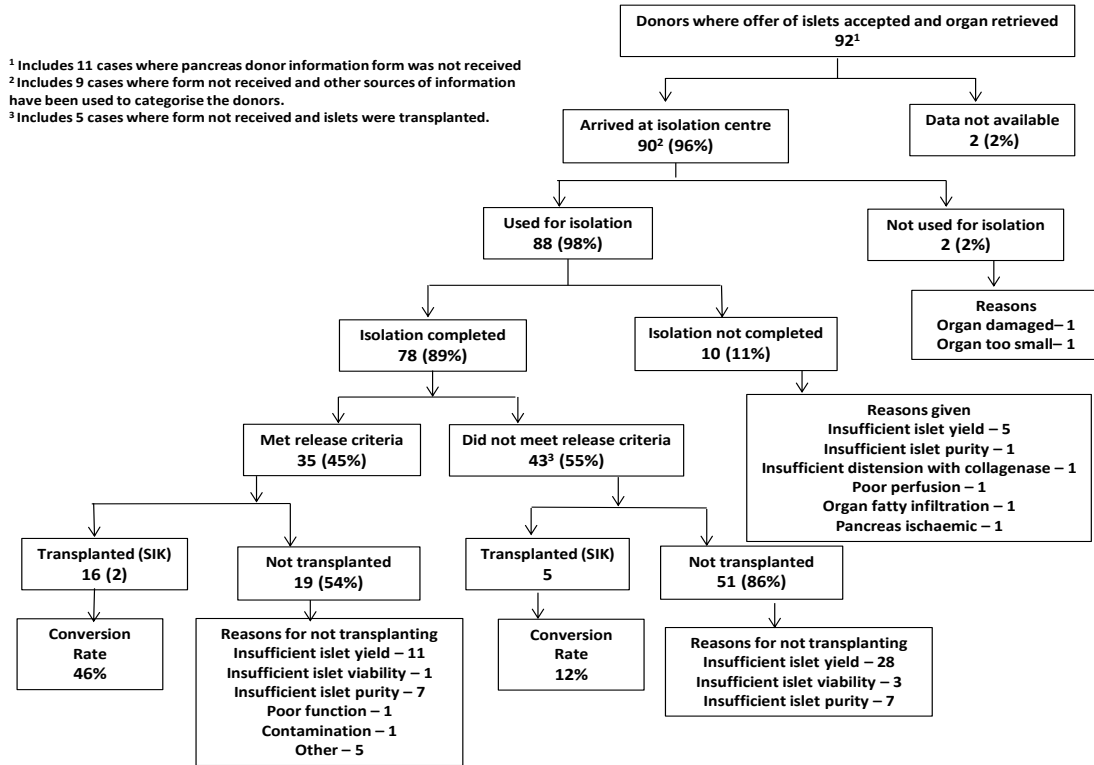 Donors where offer of islets accepted and organ retrieved
92¹
¹ Includes 11 cases where pancreas donor information form was not received
² Includes 9 cases where form not received and other sources of information
have been used to categorise the donors.
³ Includes 5 cases where form not received and islets were transplanted.
Arrived at isolation centre
90² (96%)
Data not available
2 (2%)
Used for isolation
88 (98%)
Not used for isolation
2 (2%)
Reasons
Organ damaged– 1
Organ too small– 1
Isolation completed
78 (89%)
Isolation not completed
10 (11%)
Reasons given
Insufficient islet yield – 5
Insufficient islet purity – 1
Insufficient distension with collagenase – 1
Poor perfusion – 1
Organ fatty infiltration – 1
Pancreas ischaemic – 1
Met release criteria
35 (45%)
Did not meet release criteria
43³ (55%)
Transplanted (SIK)
16 (2)
Not transplanted
19 (54%)
Transplanted (SIK)
5
Not transplanted
51 (86%)
Conversion
Rate
46%
Reasons for not transplanting
Insufficient islet yield – 11
Insufficient islet viability – 1
Insufficient islet purity – 7
Poor function – 1
Contamination – 1
Other – 5
Conversion
Rate
12%
Reasons for not transplanting
Insufficient islet yield – 28
Insufficient islet viability – 3
Insufficient islet purity – 7